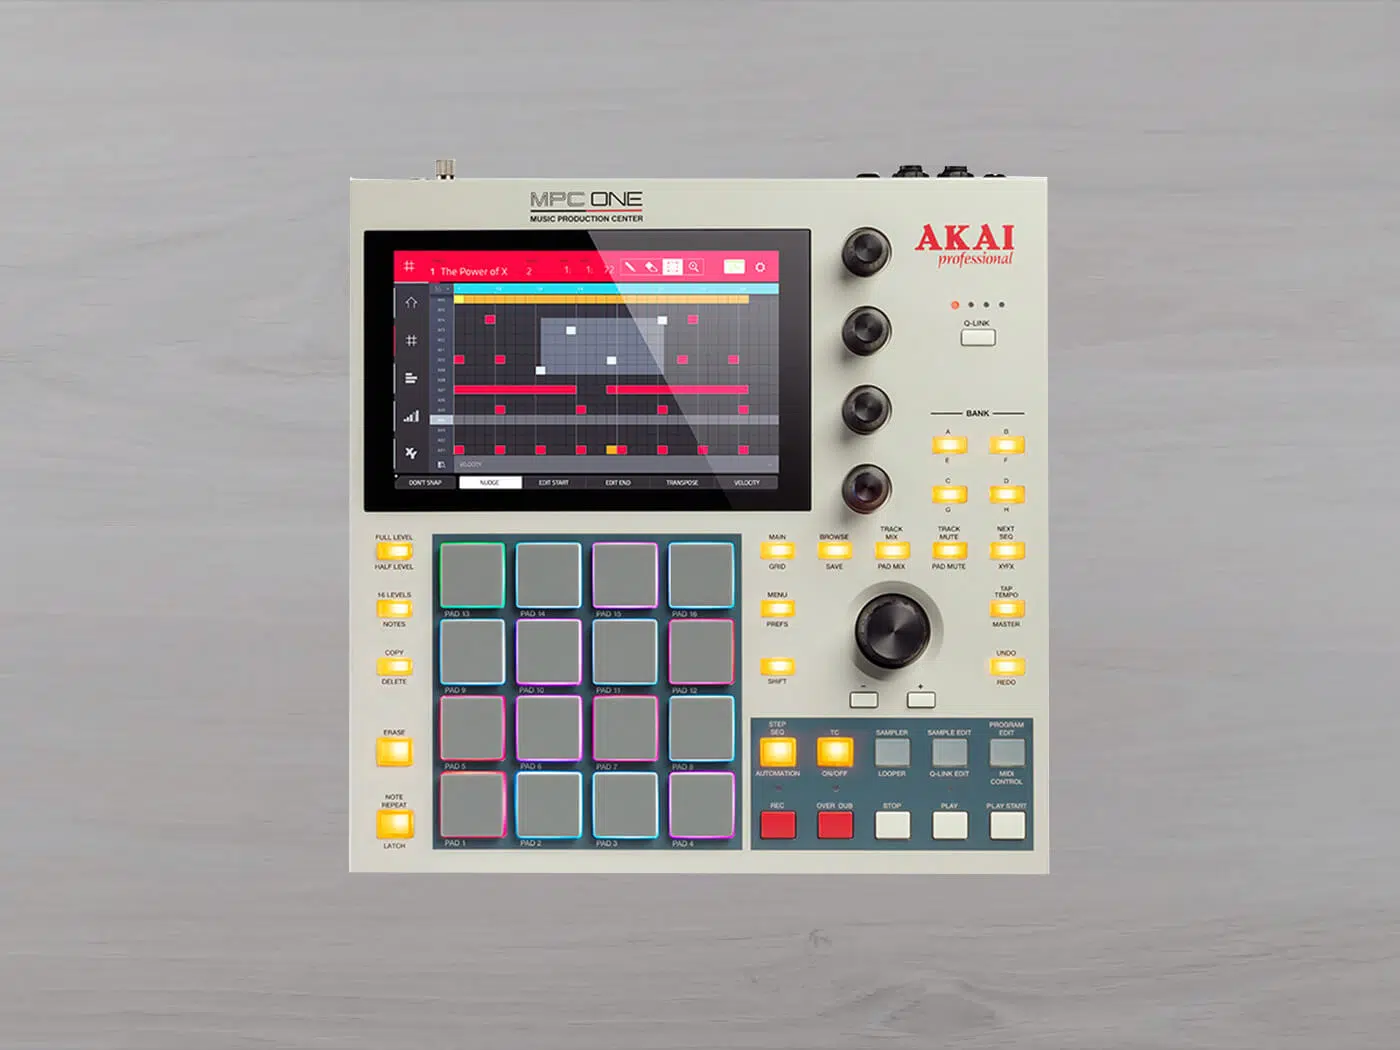 MPC ONE
MUSIC PRODUCTION CENTER
AKAI
professional
1 The Power of X 2 1: 1: 72
Q-LINK
BANK
A B
E F
C D
G H
VELOCITY
DON'T SNAP NUDGE EDIT START EDIT END TRANSPOSE VELOCITY
FULL LEVEL
HALF LEVEL
16 LEVELS
NOTES
COPY
DELETE
ERASE
NOTE
REPEAT
LATCH
PAD 13 PAD 14 PAD 15 PAD 16
PAD 9 PAD 10 PAD 11 PAD 12
PAD 5 PAD 6 PAD 7 PAD 8
PAD 1 PAD 2 PAD 3 PAD 4
MAIN
GRID
BROWSE
SAVE
TRACK
MIX
PAD MIX
TRACK
MUTE
PAD MUTE
NEXT
SEQ
XYFX
MENU
PREFS
TAP
TEMPO
MASTER
SHIFT
UNDO
REDO
- +
STEP
SEQ
AUTOMATION
TC
ON/OFF
SAMPLER
LOOPER
SAMPLE EDIT
Q-LINK EDIT
PROGRAM
EDIT
MIDI
CONTROL
REC OVER DUB STOP PLAY PLAY START